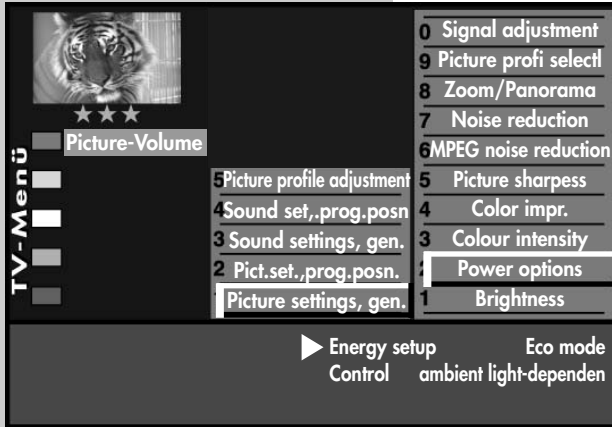 TV-Menü
Picture-Volume
5 Picture profile adjustment
4 Sound set,.prog.posn
3 Sound settings, gen.
2 Pict.set.,prog.posn.
1 Picture settings, gen.
0 Signal adjustment
9 Picture profi selectl
8 Zoom/Panorama
7 Noise reduction
6 MPEG noise reduction
5 Picture sharpess
4 Color impr.
3 Colour intensity
2 Power options
1 Brightness
Energy setup Eco mode
Control ambient light-dependen